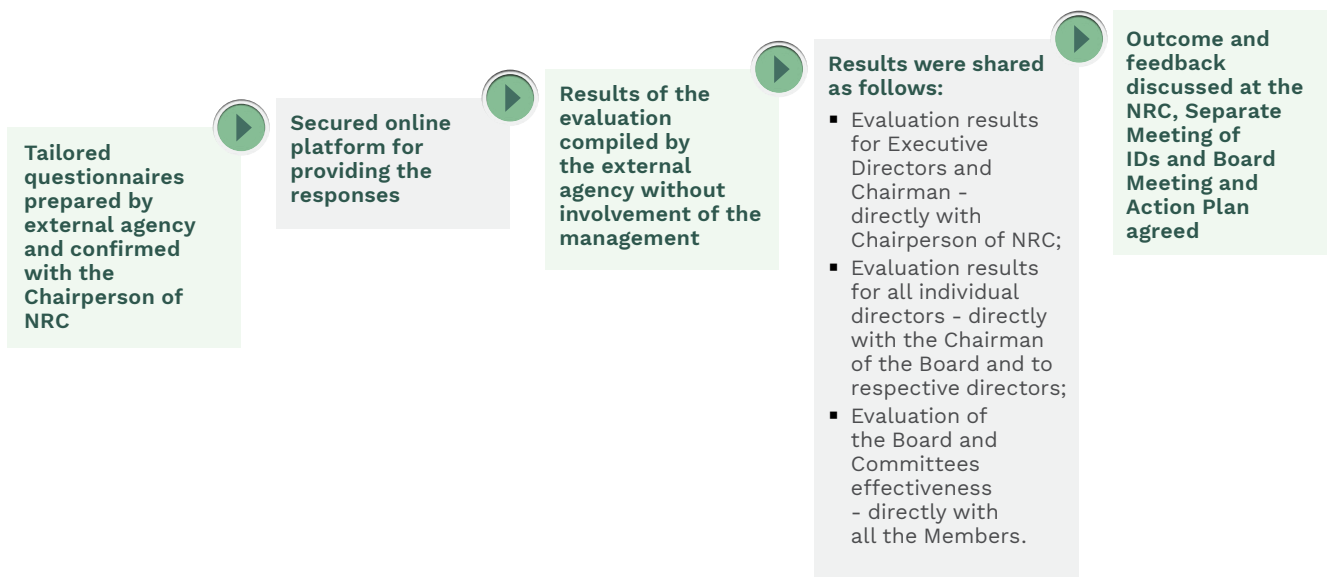 Tailored
questionnaires
prepared by
external agency
and confirmed
with the
Chairperson of
NRC
Secured online
platform for
providing the
responses
Results of the
evaluation
compiled by
the external
agency without
involvement of the
management
Results were shared
as follows:
▪ Evaluation results
for Executive
Directors and
Chairman -
directly with
Chairperson of NRC;
▪ Evaluation results
for all individual
directors - directly
with the Chairman
of the Board and to
respective directors;
▪ Evaluation of
the Board and
Committees
effectiveness
- directly with
all the Members.
Outcome and
feedback
discussed at the
NRC, Separate
Meeting of
IDs and Board
Meeting and
Action Plan
agreed